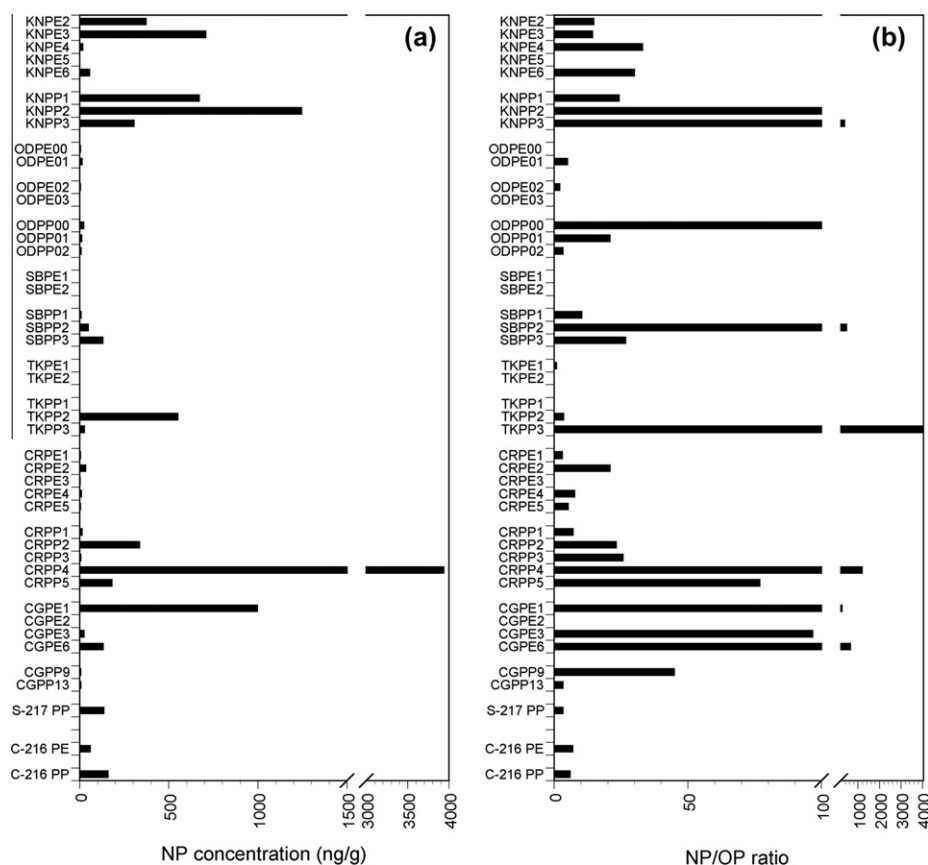 (a)
KNPE2
KNPE3
KNPE4
KNPE5
KNPE6
KNPP1
KNPP2
KNPP3
ODPE00
ODPE01
ODPE02
ODPE03
ODPP00
ODPP01
ODPP02
SBPE1
SBPE2
SBPP1
SBPP2
SBPP3
TKPE1
TKPE2
TKPP1
TKPP2
TKPP3
CRPE1
CRPE2
CRPE3
CRPE4
CRPE5
CRPP1
CRPP2
CRPP3
CRPP4
CRPP5
CGPE1
CGPE2
CGPE3
CGPE6
CGPP9
CGPP13
S-217 PP
C-216 PE
C-216 PP
0 500 1000 1500 3000 4000
NP concentration (ng/g)
(b)
KNPE2
KNPE3
KNPE4
KNPE5
KNPE6
KNPP1
KNPP2
KNPP3
ODPE00
ODPE01
ODPE02
ODPE03
ODPP00
ODPP01
ODPP02
SBPE1
SBPE2
SBPP1
SBPP2
SBPP3
TKPE1
TKPE2
TKPP1
TKPP2
TKPP3
CRPE1
CRPE2
CRPE3
CRPE4
CRPE5
CRPP1
CRPP2
CRPP3
CRPP4
CRPP5
CGPE1
CGPE2
CGPE3
CGPE6
CGPP9
CGPP13
S-217 PP
C-216 PE
C-216 PP
0 50 100 1000 2000 3000 4000
NP/OP ratio